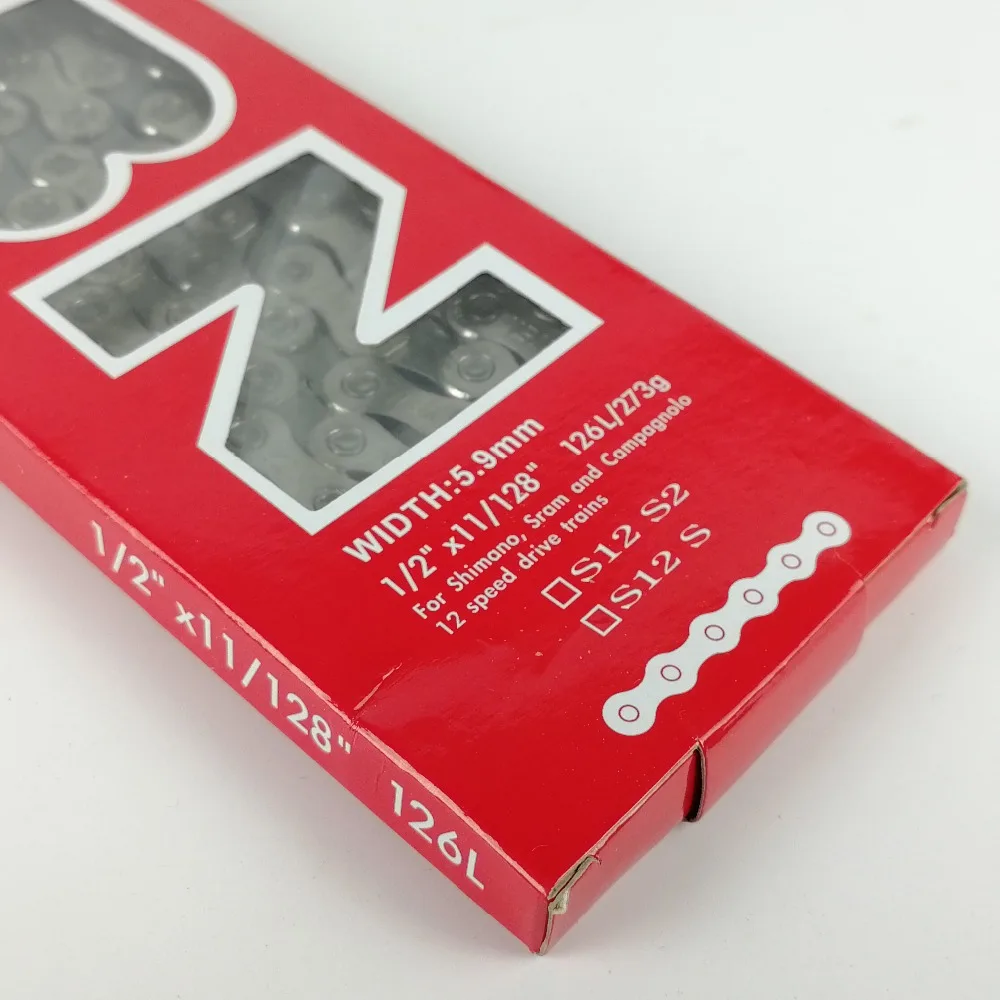 WIDTH:5.9mm
1/2" x11/128" 126L/273g
For Shimano, Sram and Campagnolo
12 speed drive trains
S12 S2
S12 S
1/2" x11/128" 126L